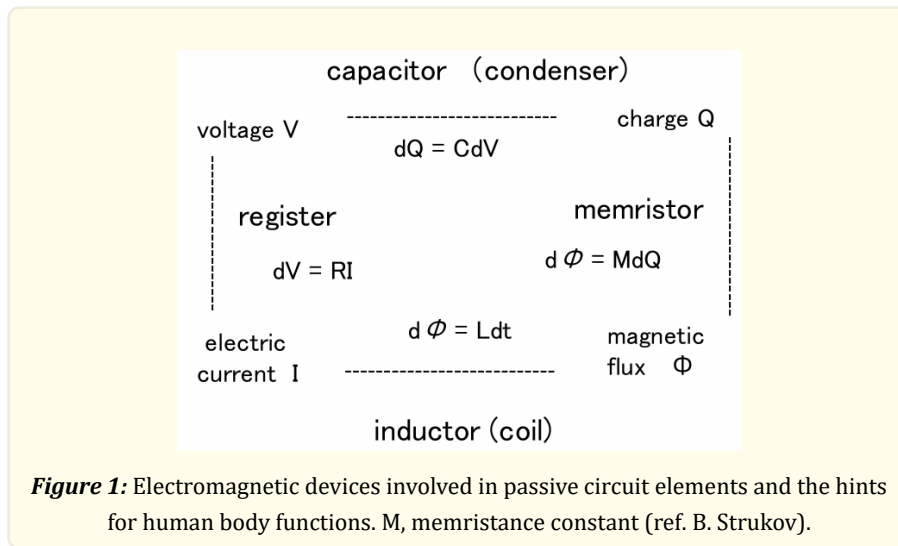 capacitor (condenser)
voltage V
charge Q
dQ = CdV
register
memristor
dV = RI
dΦ = MdQ
dΦ = Ldt
electric
current I
magnetic
flux Φ
inductor (coil)
Figure 1: Electromagnetic devices involved in passive circuit elements and the hints
for human body functions. M, memristance constant (ref. B. Strukov).